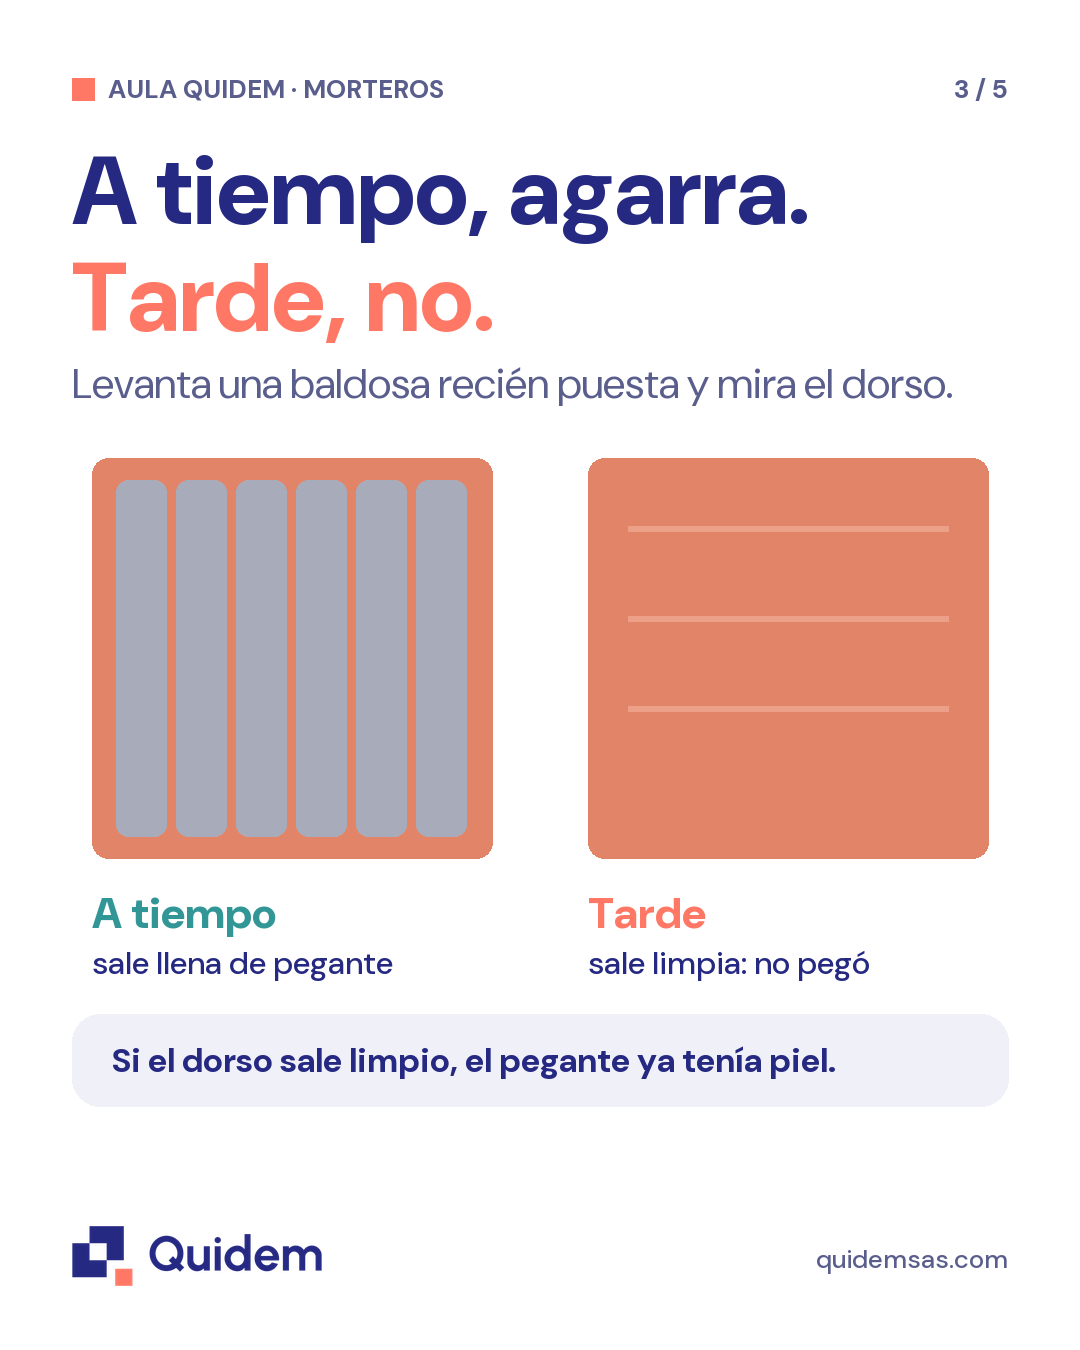 AULA QUIDEM · MORTEROS
3 / 5
A tiempo, agarra.
Tarde, no.
Levanta una baldosa recién puesta y mira el dorso.
A tiempo
sale llena de pegante
Tarde
sale limpia: no pegó
Si el dorso sale limpio, el pegante ya tenía piel.
Quidem
quidemsas.com